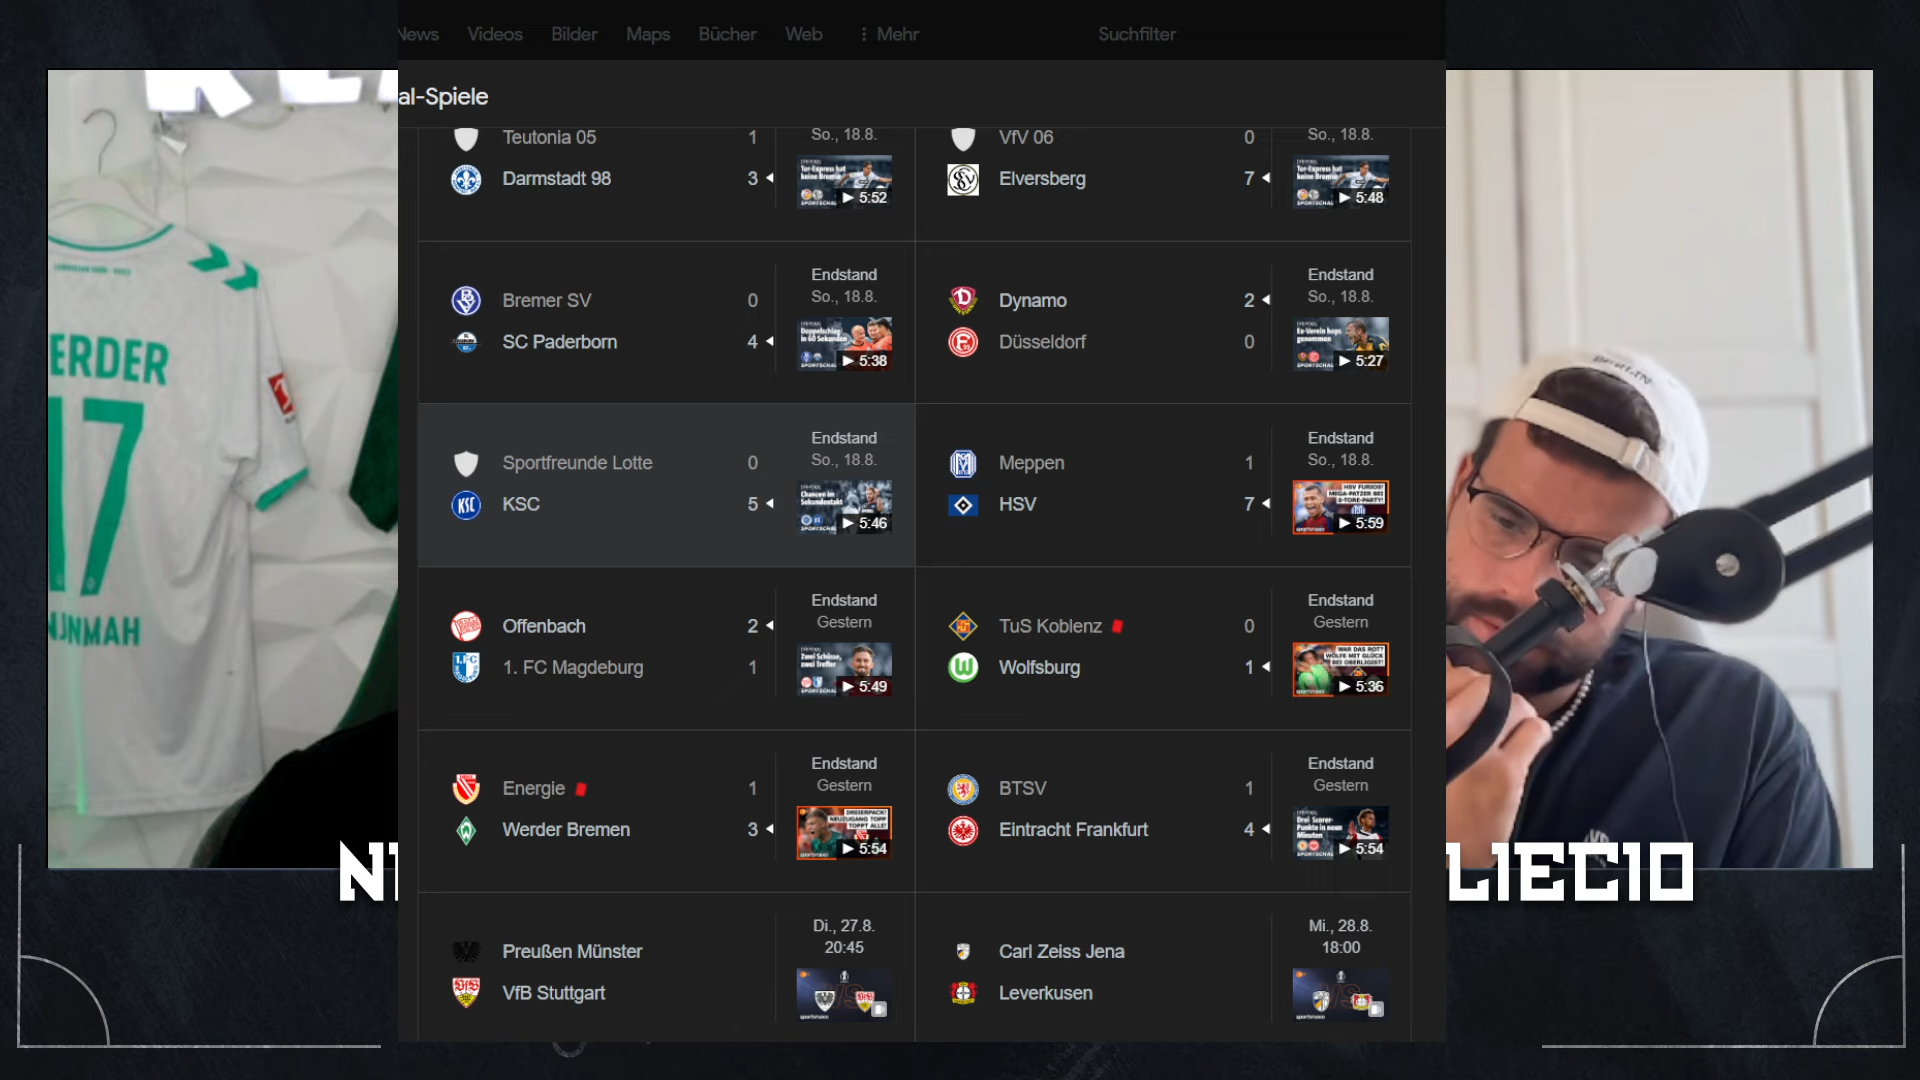 News Videos Bilder Maps Bücher Web Mehr Suchfilter
al-Spiele
Teutonia 05 1 So., 18.8.
Darmstadt 98 3
5:52
VfV 06 0 So., 18.8.
Elversberg 7
5:48
Endstand
Bremer SV 0 So., 18.8.
SC Paderborn 4
5:38
Endstand
Dynamo 2 So., 18.8.
Düsseldorf 0
5:27
Endstand
Sportfreunde Lotte 0 So., 18.8.
KSC 5
5:46
Endstand
Meppen 1 So., 18.8.
HSV 7
5:59
Endstand
Offenbach 2 Gestern
1. FC Magdeburg 1
5:49
Endstand
TuS Koblenz 0 Gestern
Wolfsburg 1
5:36
Endstand
Energie 1 Gestern
Werder Bremen 3
5:54
Endstand
BTSV 1 Gestern
Eintracht Frankfurt 4
5:54
Di., 27.8.
Preußen Münster 20:45
VfB Stuttgart
Mi., 28.8.
Carl Zeiss Jena 18:00
Leverkusen
ERDER
17
NJINMAH
BERLIN
LIECIO